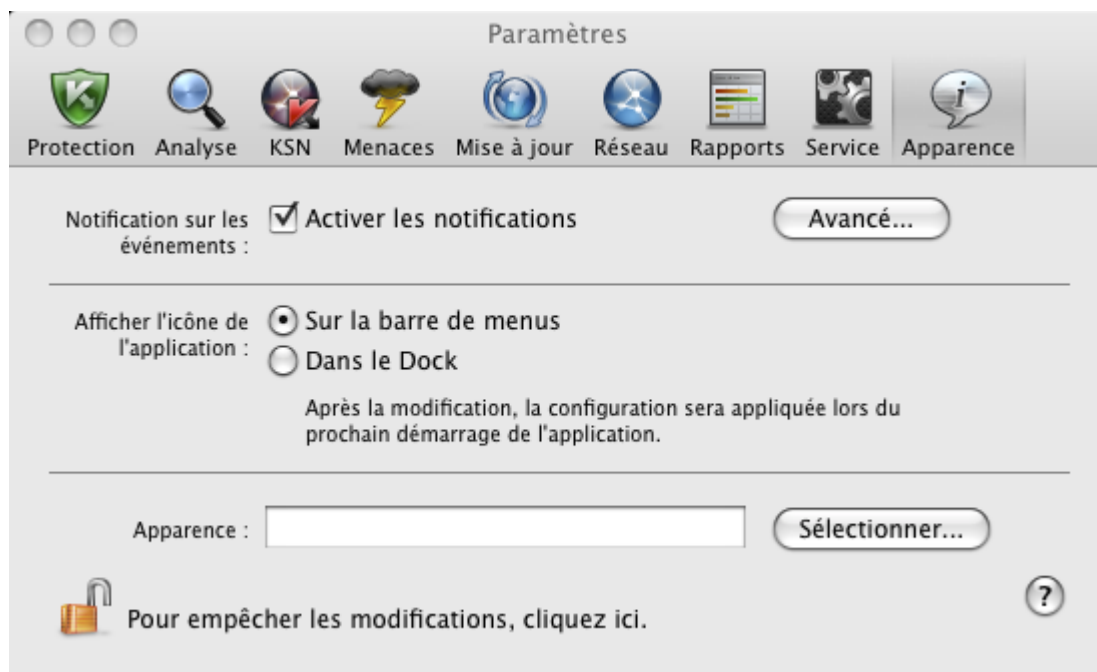 Paramètres
Protection Analyse KSN Menaces Mise à jour Réseau Rapports Service Apparence
Notification sur les
événements :
Activer les notifications
Avancé...
Afficher l'icône de
l'application :
Sur la barre de menus
Dans le Dock
Après la modification, la configuration sera appliquée lors du
prochain démarrage de l'application.
Apparence :
Sélectionner...
Pour empêcher les modifications, cliquez ici.
?